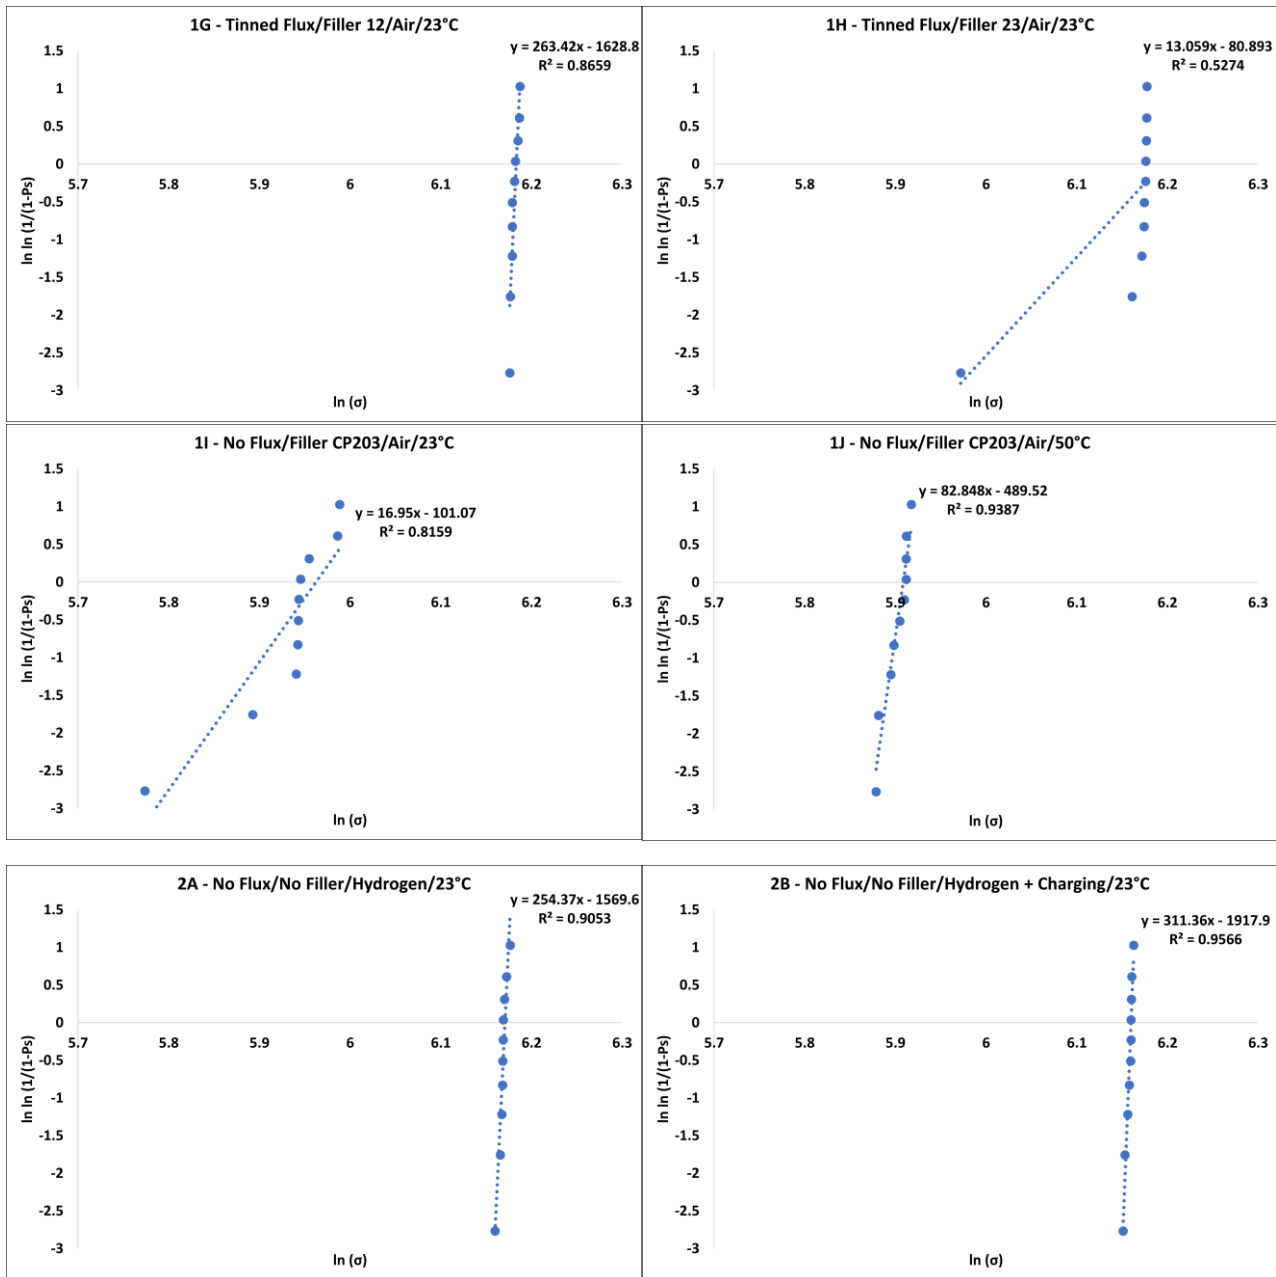 1G - Tinned Flux/Filler 12/Air/23°C
y = 263.42x - 1628.8
R² = 0.8659
1.5
1
0.5
0
-0.5
-1
-1.5
-2
-2.5
-3
5.7 5.8 5.9 6 6.1 6.2 6.3
ln ln (1/(1-Ps)
ln (σ)
1H - Tinned Flux/Filler 23/Air/23°C
y = 13.059x - 80.893
R² = 0.5274
1.5
1
0.5
0
-0.5
-1
-1.5
-2
-2.5
-3
5.7 5.8 5.9 6 6.1 6.2 6.3
ln ln (1/(1-Ps)
ln (σ)
1I - No Flux/Filler CP203/Air/23°C
y = 16.95x - 101.07
R² = 0.8159
1.5
1
0.5
0
-0.5
-1
-1.5
-2
-2.5
-3
5.7 5.8 5.9 6 6.1 6.2 6.3
ln ln (1/(1-Ps)
ln (σ)
1J - No Flux/Filler CP203/Air/50°C
y = 82.848x - 489.52
R² = 0.9387
1.5
1
0.5
0
-0.5
-1
-1.5
-2
-2.5
-3
5.7 5.8 5.9 6 6.1 6.2 6.3
ln ln (1/(1-Ps)
ln (σ)
2A - No Flux/No Filler/Hydrogen/23°C
y = 254.37x - 1569.6
R² = 0.9053
1.5
1
0.5
0
-0.5
-1
-1.5
-2
-2.5
-3
5.7 5.8 5.9 6 6.1 6.2 6.3
ln ln (1/(1-Ps)
ln (σ)
2B - No Flux/No Filler/Hydrogen + Charging/23°C
y = 311.36x - 1917.9
R² = 0.9566
1.5
1
0.5
0
-0.5
-1
-1.5
-2
-2.5
-3
5.7 5.8 5.9 6 6.1 6.2 6.3
ln ln (1/(1-Ps)
ln (σ)